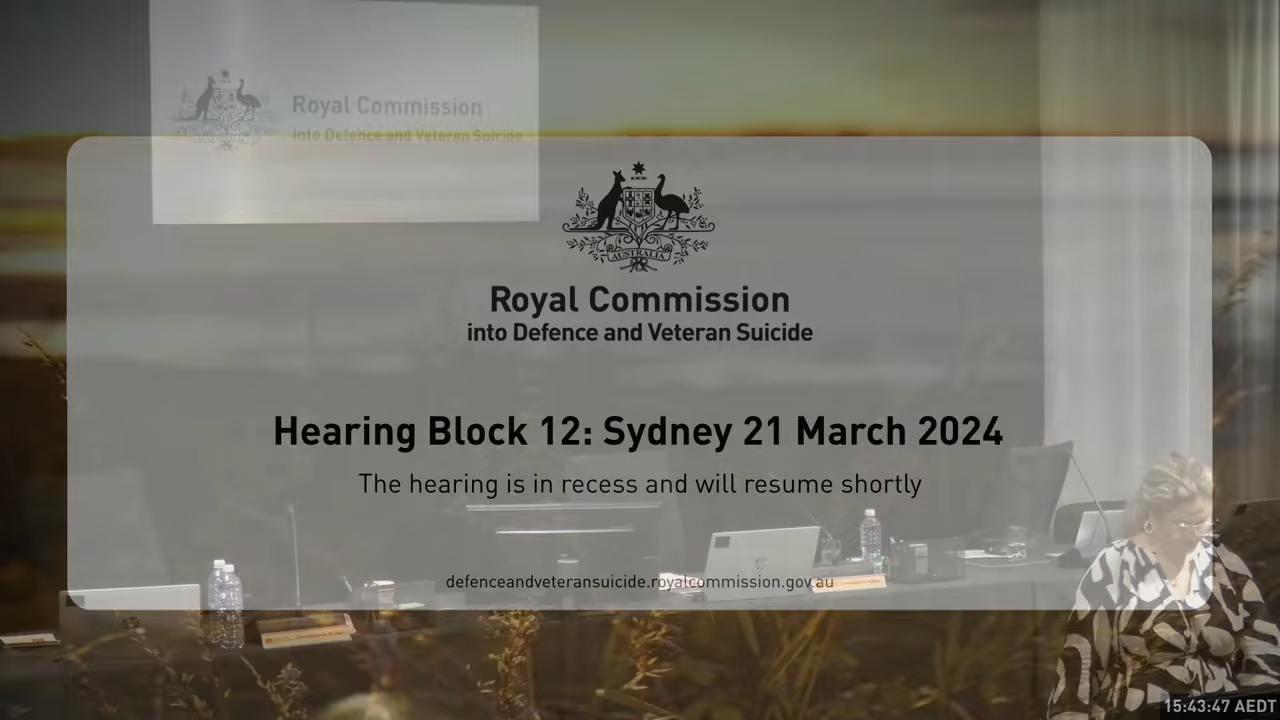 Royal Commission
into Defence and Veteran Suicide
AUSTRALIA
Royal Commission
into Defence and Veteran Suicide
Hearing Block 12: Sydney 21 March 2024
The hearing is in recess and will resume shortly
defenceandveteransuicide.royalcommission.gov.au
15:43:47 AEDT